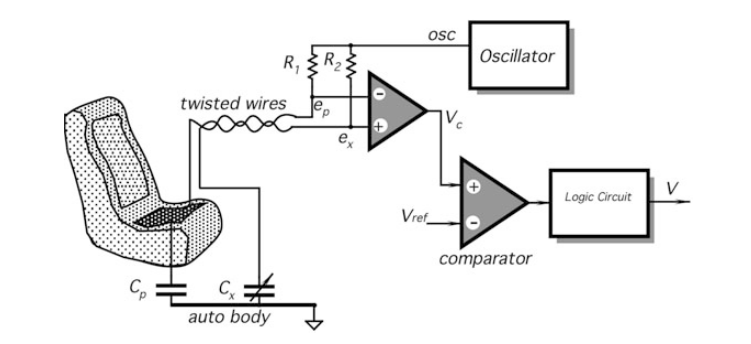 osc
Oscillator
R1 R2
twisted wires
ep
−
+
ex
Vc
+
Vref
−
comparator
Logic Circuit
V
Cp
Cx
auto body